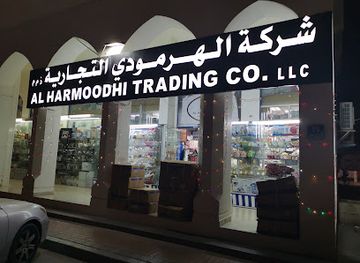 شركة الهرمودي التجارية ذ.م.م
AL HARMOODHI TRADING CO. LLC